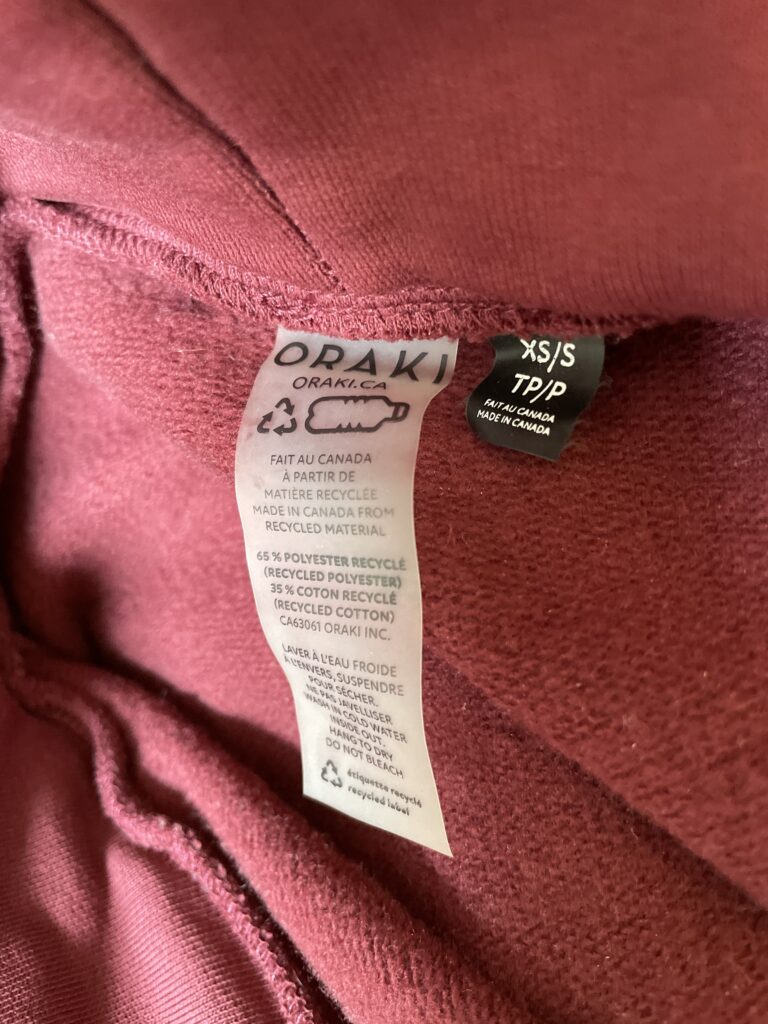 ORAKI
ORAKI.CA
FAIT AU CANADA
À PARTIR DE
MATIÈRE RECYCLÉE
MADE IN CANADA FROM
RECYCLED MATERIAL
65 % POLYESTER RECYCLÉ
(RECYCLED POLYESTER)
35 % COTON RECYCLÉ
(RECYCLED COTTON)
CA63061 ORAKI INC.
LAVER À L'EAU FROIDE
À L'ENVERS, SUSPENDRE
POUR SÉCHER.
NE PAS JAVELLISER
WASH IN COLD WATER
INSIDE OUT.
HANG TO DRY
DO NOT BLEACH
étiquette recyclé
recycled label
XS/S
TP/P
FAIT AU CANADA
MADE IN CANADA